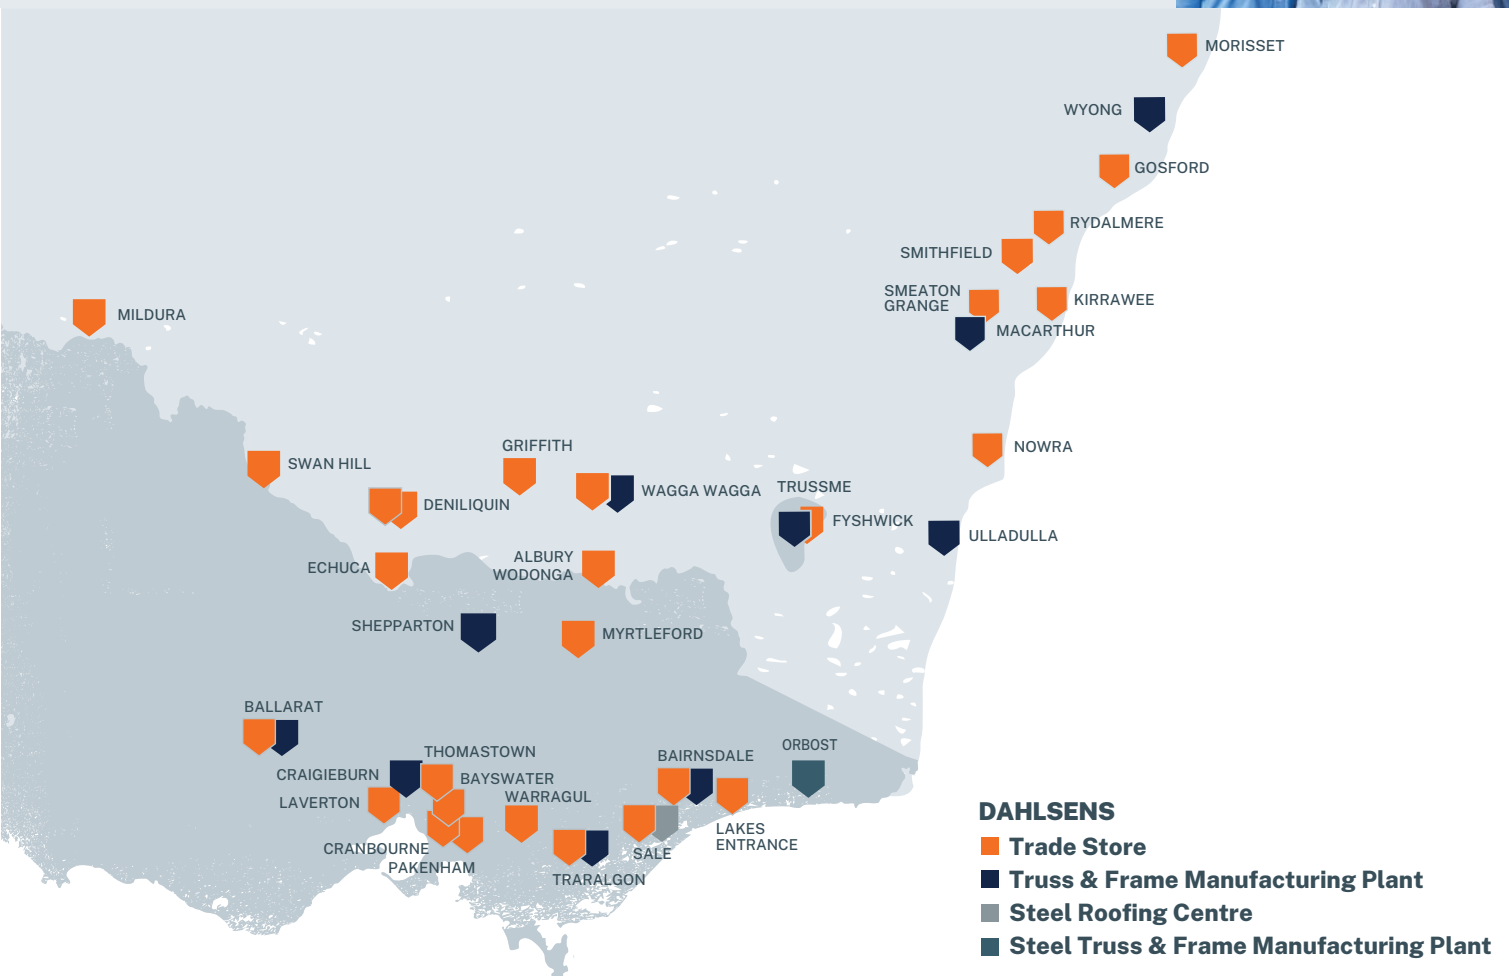 MORISSET
WYONG
GOSFORD
RYDALMERE
SMITHFIELD
SMEATON
GRANGE
KIRRAWEE
MACARTHUR
MILDURA
NOWRA
GRIFFITH
SWAN HILL
DENILIQUIN
WAGGA WAGGA
TRUSSME
FYSHWICK
ULLADULLA
ECHUCA
ALBURY
WODONGA
SHEPPARTON
MYRTLEFORD
BALLARAT
THOMASTOWN
BAIRNSDALE
ORBOST
CRAIGIEBURN
BAYSWATER
LAVERTON
WARRAGUL
LAKES
ENTRANCE
CRANBOURNE
SALE
PAKENHAM
TRARALGON
DAHLSENS
Trade Store
Truss & Frame Manufacturing Plant
Steel Roofing Centre
Steel Truss & Frame Manufacturing Plant